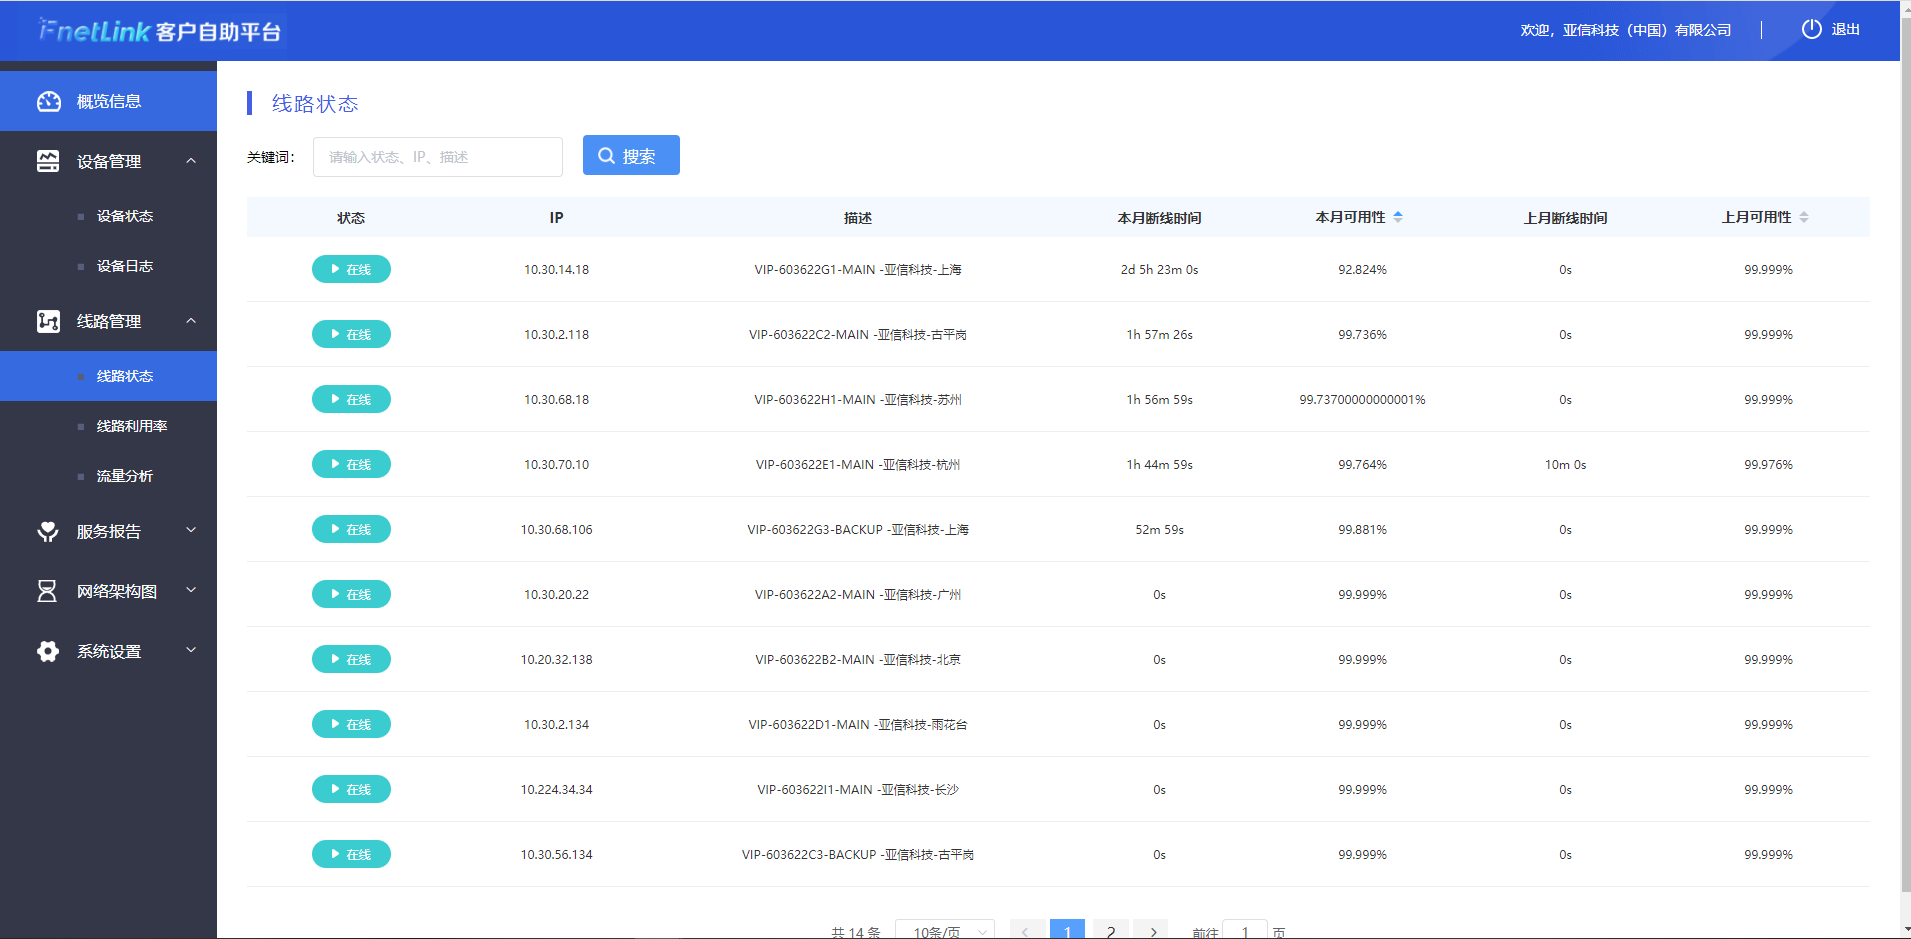 FnetLink 客户自助平台
欢迎，亚信科技（中国）有限公司
退出
概览信息
设备管理
设备状态
设备日志
线路管理
线路状态
线路利用率
流量分析
服务报告
网络架构图
系统设置
线路状态
关键词： 请输入状态、IP、描述 搜索
状态 IP 描述 本月断线时间 本月可用性 上月断线时间 上月可用性
在线 10.30.14.18 VIP-603622G1-MAIN -亚信科技-上海 2d 5h 23m 0s 92.824% 0s 99.999%
在线 10.30.2.118 VIP-603622C2-MAIN -亚信科技-古平岗 1h 57m 26s 99.736% 0s 99.999%
在线 10.30.68.18 VIP-603622H1-MAIN -亚信科技-苏州 1h 56m 59s 99.73700000000001% 0s 99.999%
在线 10.30.70.10 VIP-603622E1-MAIN -亚信科技-杭州 1h 44m 59s 99.764% 10m 0s 99.976%
在线 10.30.68.106 VIP-603622G3-BACKUP -亚信科技-上海 52m 59s 99.881% 0s 99.999%
在线 10.30.20.22 VIP-603622A2-MAIN -亚信科技-广州 0s 99.999% 0s 99.999%
在线 10.20.32.138 VIP-603622B2-MAIN -亚信科技-北京 0s 99.999% 0s 99.999%
在线 10.30.2.134 VIP-603622D1-MAIN -亚信科技-雨花台 0s 99.999% 0s 99.999%
在线 10.224.34.34 VIP-603622I1-MAIN -亚信科技-长沙 0s 99.999% 0s 99.999%
在线 10.30.56.134 VIP-603622C3-BACKUP -亚信科技-古平岗 0s 99.999% 0s 99.999%
共 14 条 10条/页 1 2 前往 1 页